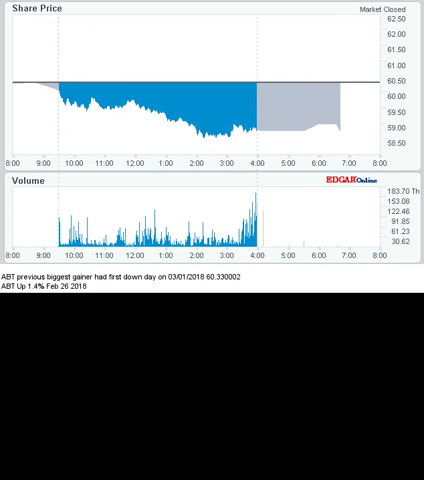 Share Price
Market Closed
62.50
62.00
61.50
61.00
60.50
60.00
59.50
59.00
58.50
8:00 9:00 10:00 11:00 12:00 1:00 2:00 3:00 4:00 5:00 6:00 7:00 8:00
Volume
EDGAR Online
183.70 Th
153.08
122.46
91.85
61.23
30.62
8:00 9:00 10:00 11:00 12:00 1:00 2:00 3:00 4:00 5:00 6:00 7:00 8:00
ABT previous biggest gainer had first down day on 03/01/2018 60.330002
ABT Up 1.4% Feb 26 2018